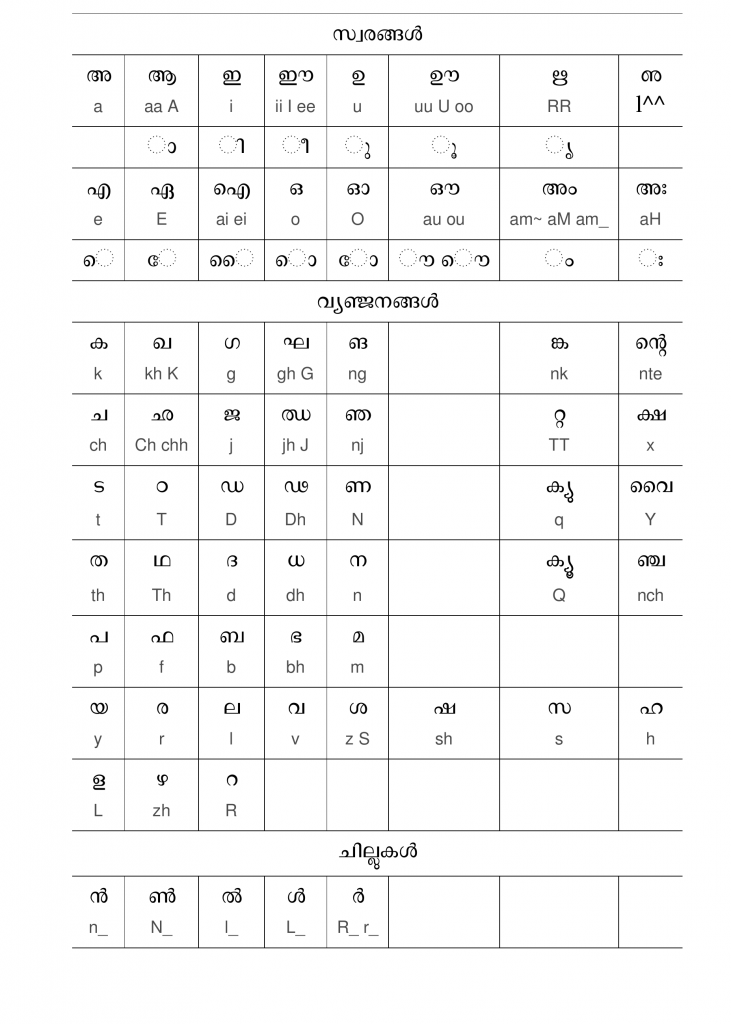 സ്വരങ്ങൾ
അ ആ ഇ ഈ ഉ ഊ ഋ ഌ
a aa A i ii I ee u uu U oo RR l^^
ാ ി ീ ു ൂ ൃ
എ ഏ ഐ ഒ ഓ ഔ അം അഃ
e E ai ei o O au ou am~ aM am_ aH
െ േ ൈ ൊ ോ ൗ ൌ ം ഃ
വ്യഞ്ജനങ്ങൾ
ക ഖ ഗ ഘ ങ ങ്ക ന്റെ
k kh K g gh G ng nk nte
ച ഛ ജ ഝ ഞ റ്റ ക്ഷ
ch Ch chh j jh J nj TT x
ട ഠ ഡ ഢ ണ ക്യു വൈ
t T D Dh N q Y
ത ഥ ദ ധ ന ക്യൂ ഞ്ച
th Th d dh n Q nch
പ ഫ ബ ഭ മ
p f b bh m
യ ര ല വ ശ ഷ സ ഹ
y r l v z S sh s h
ള ഴ റ
L zh R
ചില്ലുകൾ
ൻ ൺ ൽ ൾ ർ
n_ N_ l_ L_ R_ r_